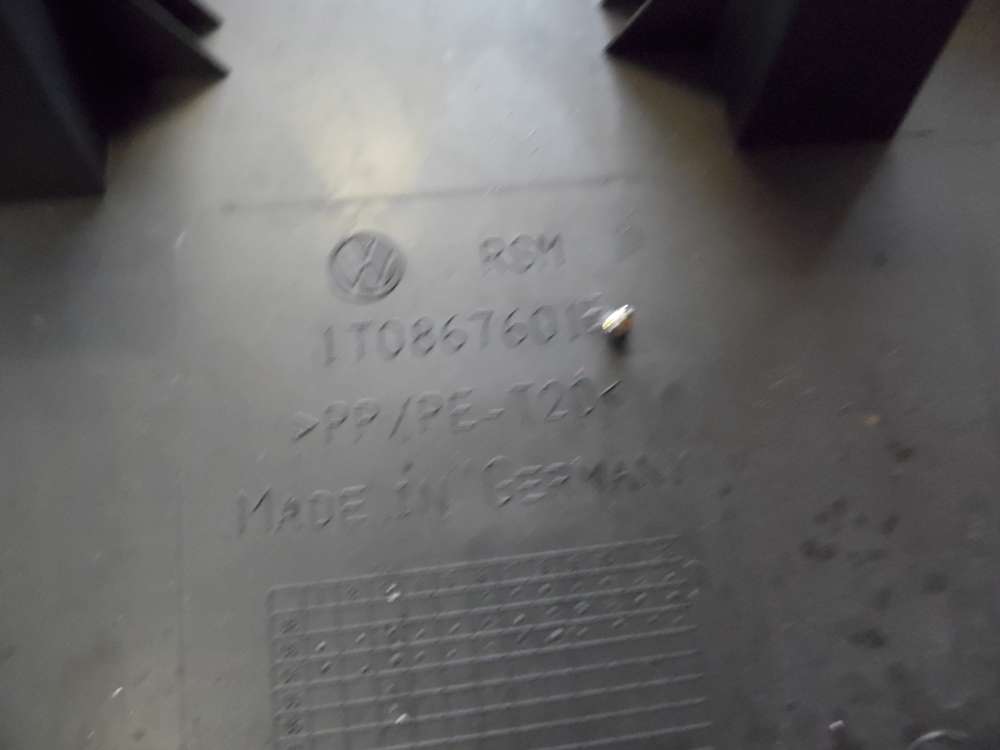 RSM
1T0867601
>PP/PE-T20<
MADE IN GERMANY